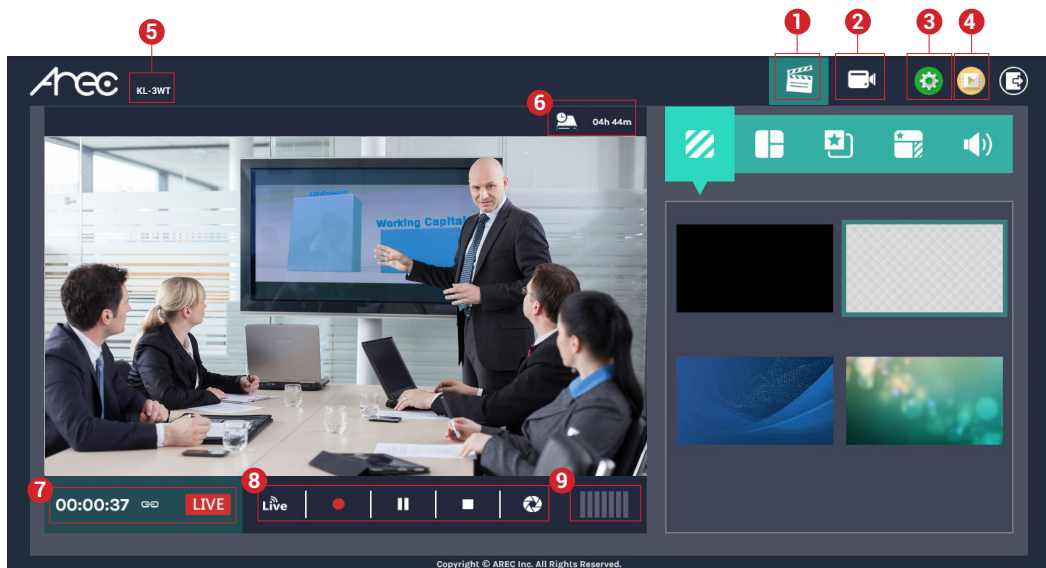 1
2
3
4
5
6
AREC
KL-3WT
04h 44m
Working Capital
7
8
9
00:00:37
LIVE
Live
Copyright © AREC Inc. All Rights Reserved.